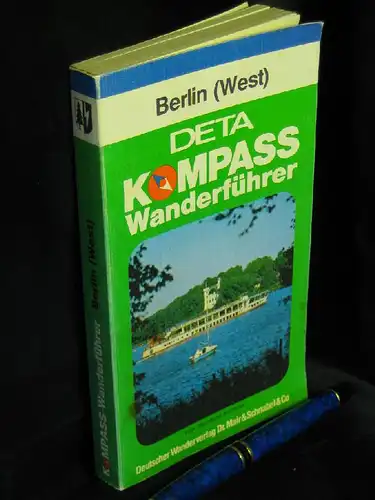 Berlin (West)
DETA
KOMPASS
Wanderführer
Deutscher Wanderverlag Dr. Mair & Schnabel & Co
KOMPASS-Wanderführer Berlin (West)